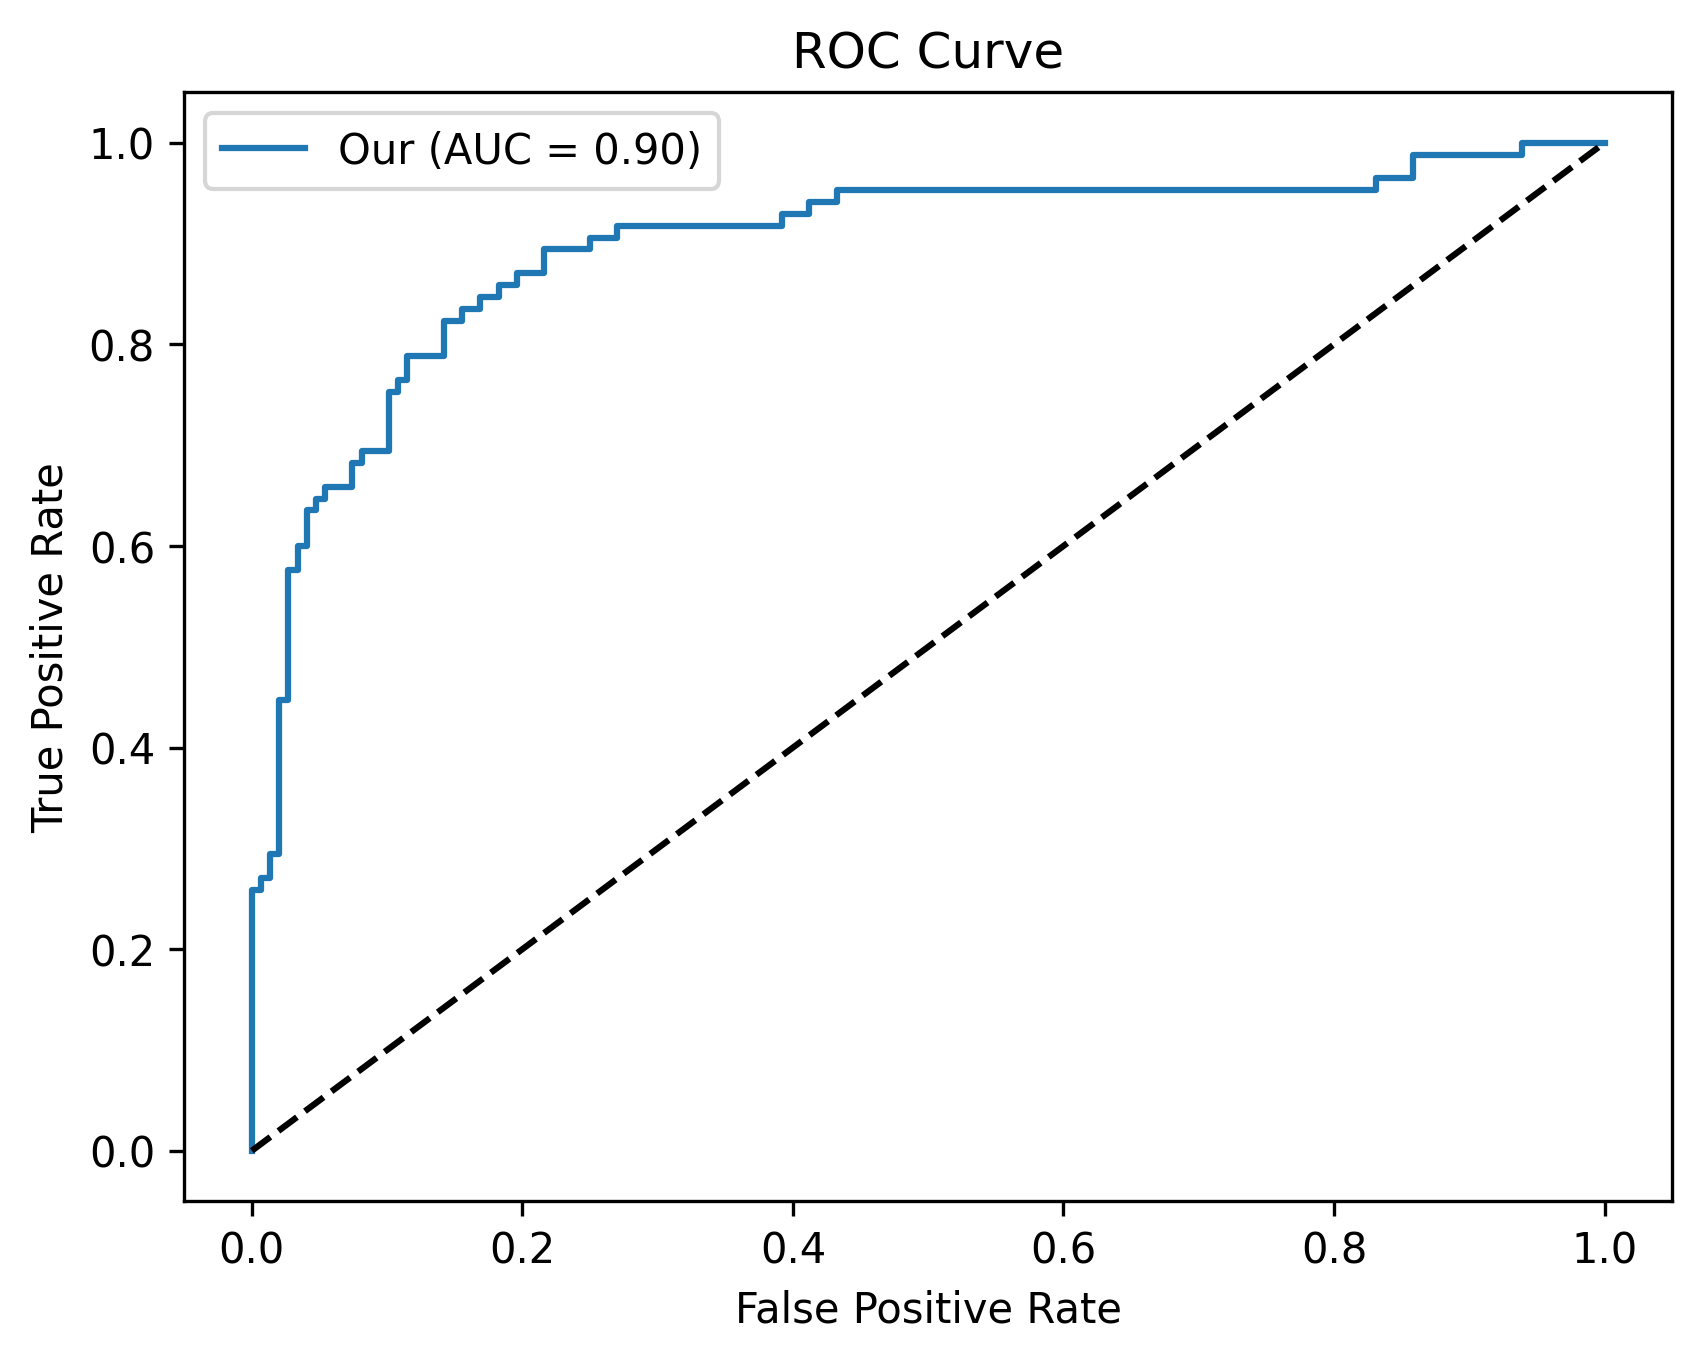 ROC Curve
Our (AUC = 0.90)
1.0
0.8
0.6
0.4
0.2
0.0
True Positive Rate
0.0 0.2 0.4 0.6 0.8 1.0
False Positive Rate